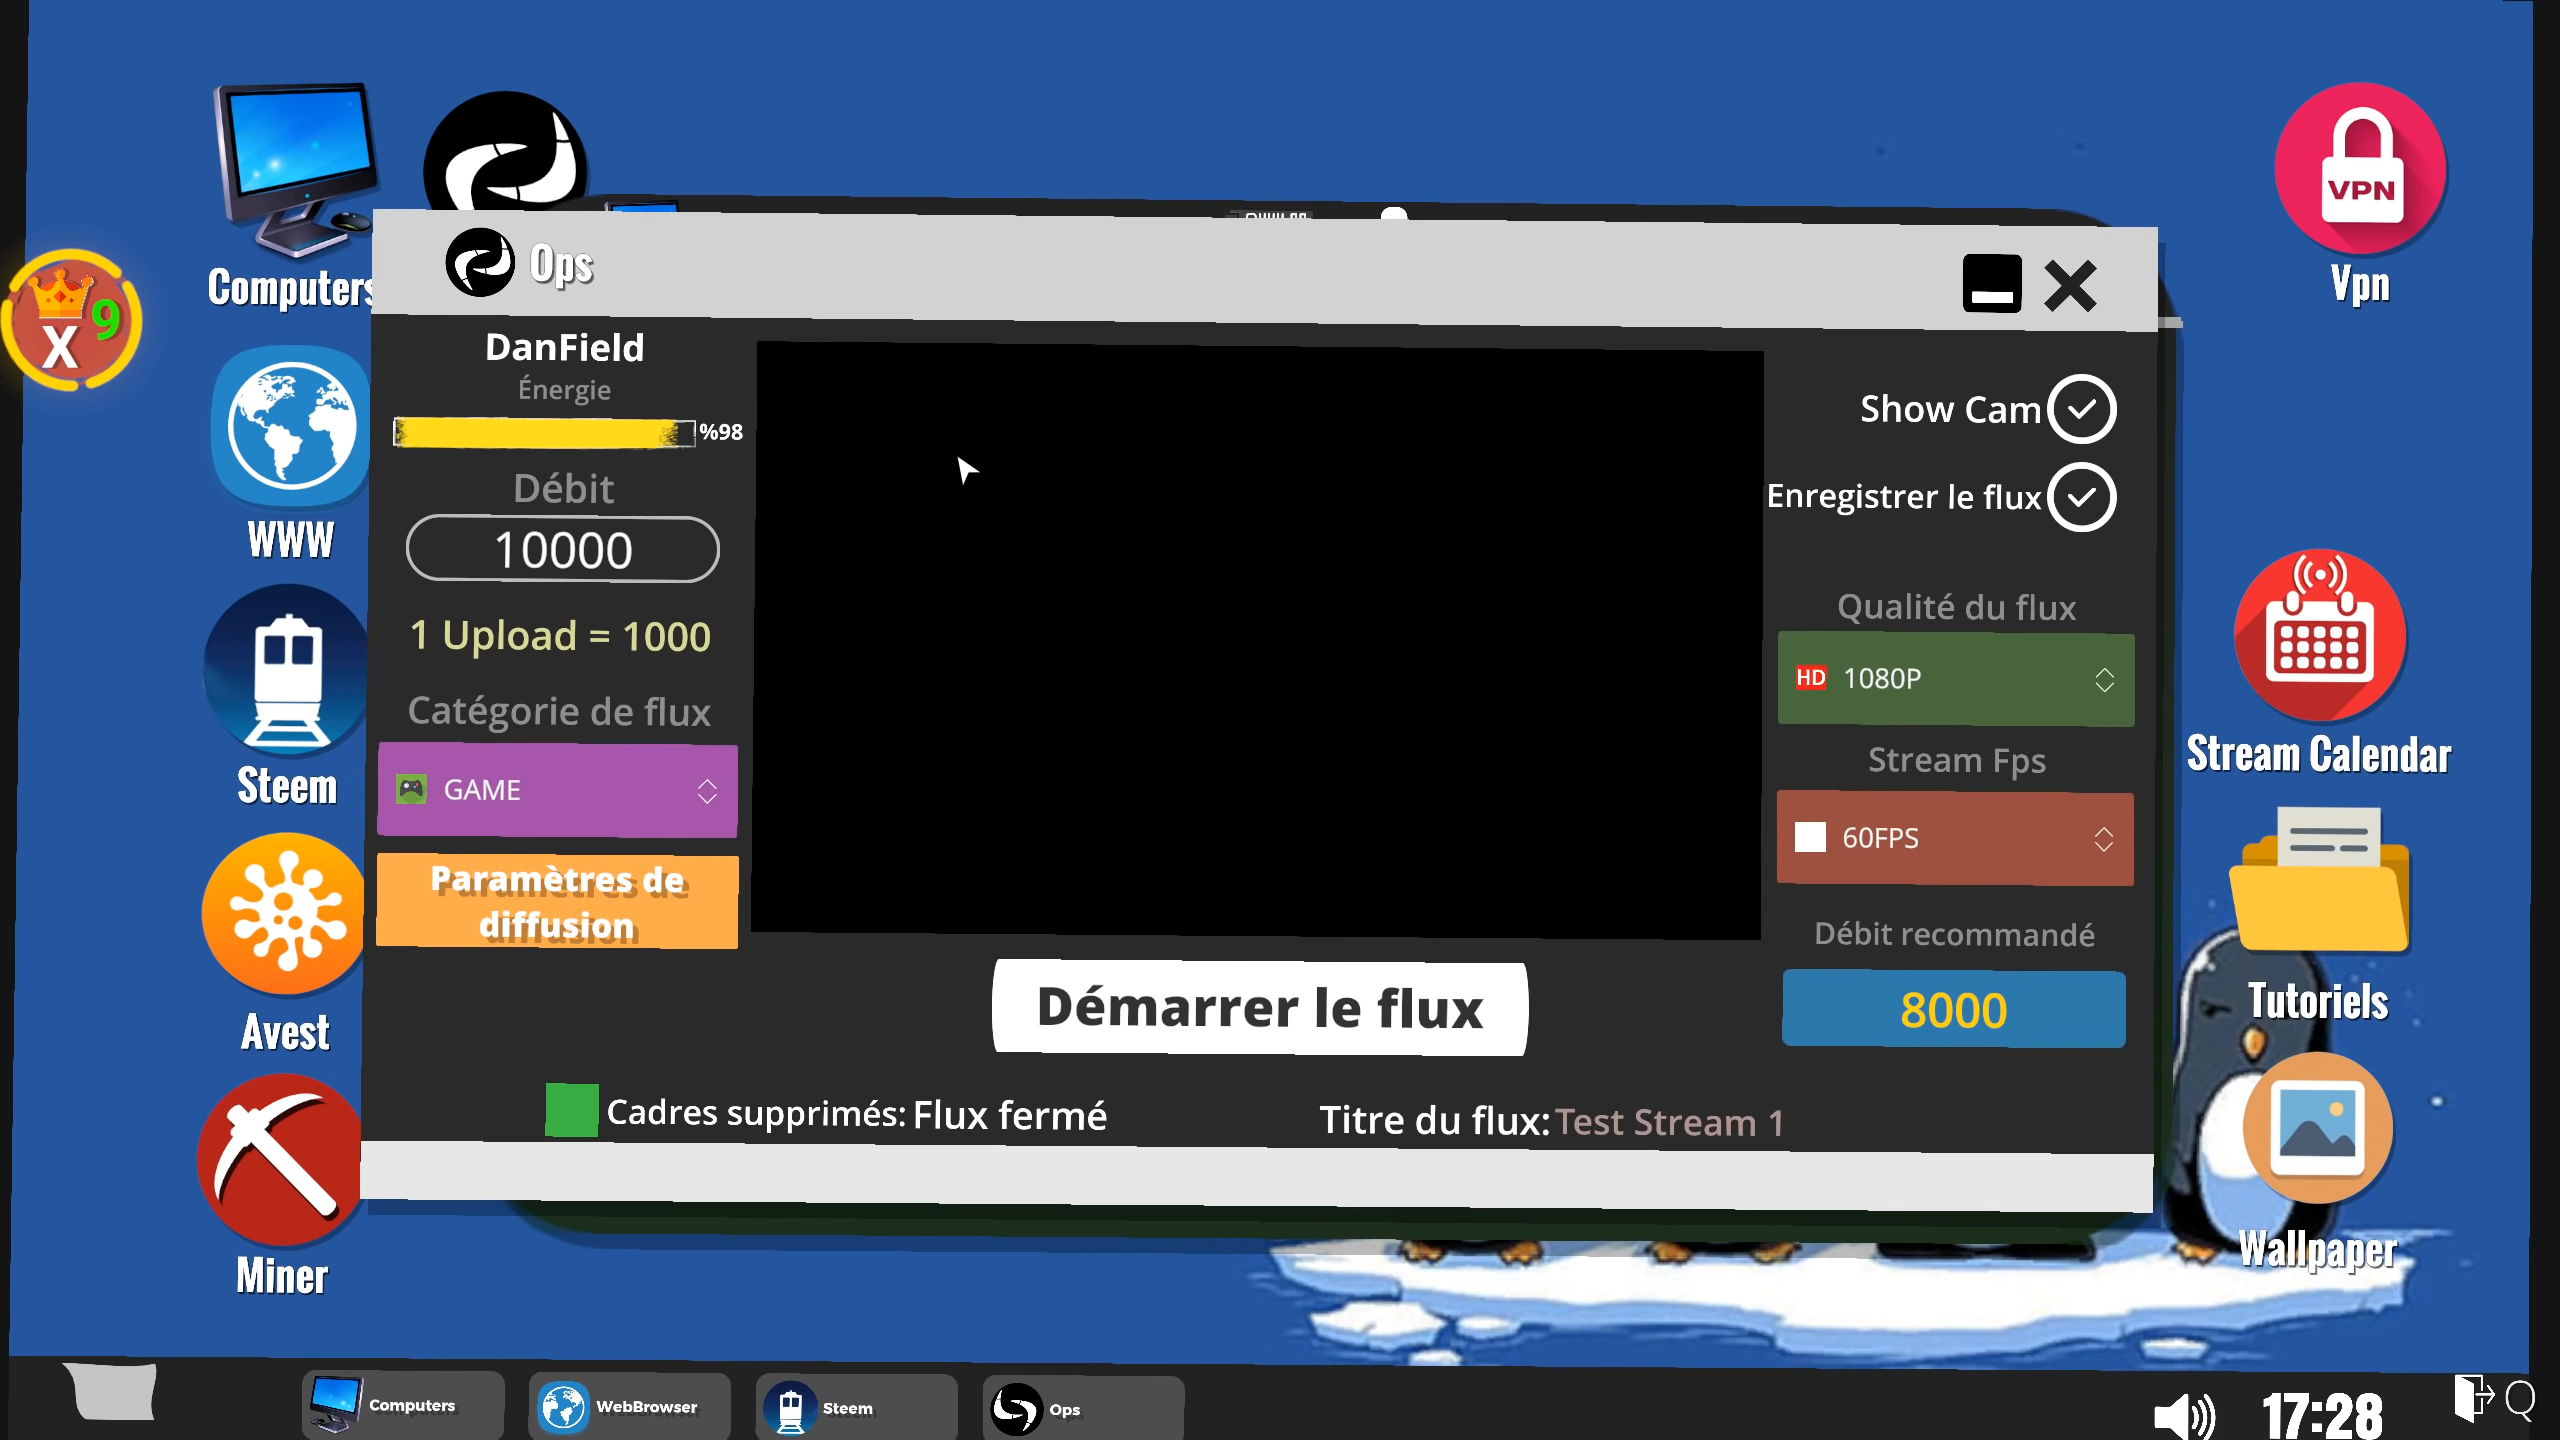 VPN
Vpn
Computers
X 9
Ops
DanField
Énergie
%98
Débit
10000
1 Upload = 1000
Catégorie de flux
GAME
Paramètres de
diffusion
Show Cam
Enregistrer le flux
Qualité du flux
HD 1080P
Stream Fps
60FPS
Débit recommandé
8000
Démarrer le flux
Cadres supprimés: Flux fermé
Titre du flux: Test Stream 1
WWW
Steem
Avest
Miner
Stream Calendar
Tutoriels
Wallpaper
Computers
WebBrowser
Steem
Ops
17:28
Q